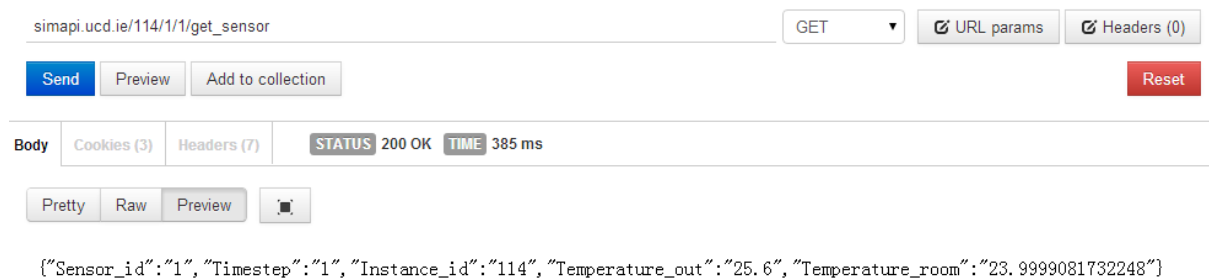 simapi.ucd.ie/114/1/1/get_sensor GET URL params Headers (0)
Send Preview Add to collection Reset
Body Cookies (3) Headers (7) STATUS 200 OK TIME 385 ms
Pretty Raw Preview
{"Sensor_id":"1","Timestep":"1","Instance_id":"114","Temperature_out":"25.6","Temperature_room":"23.9999081732248"}